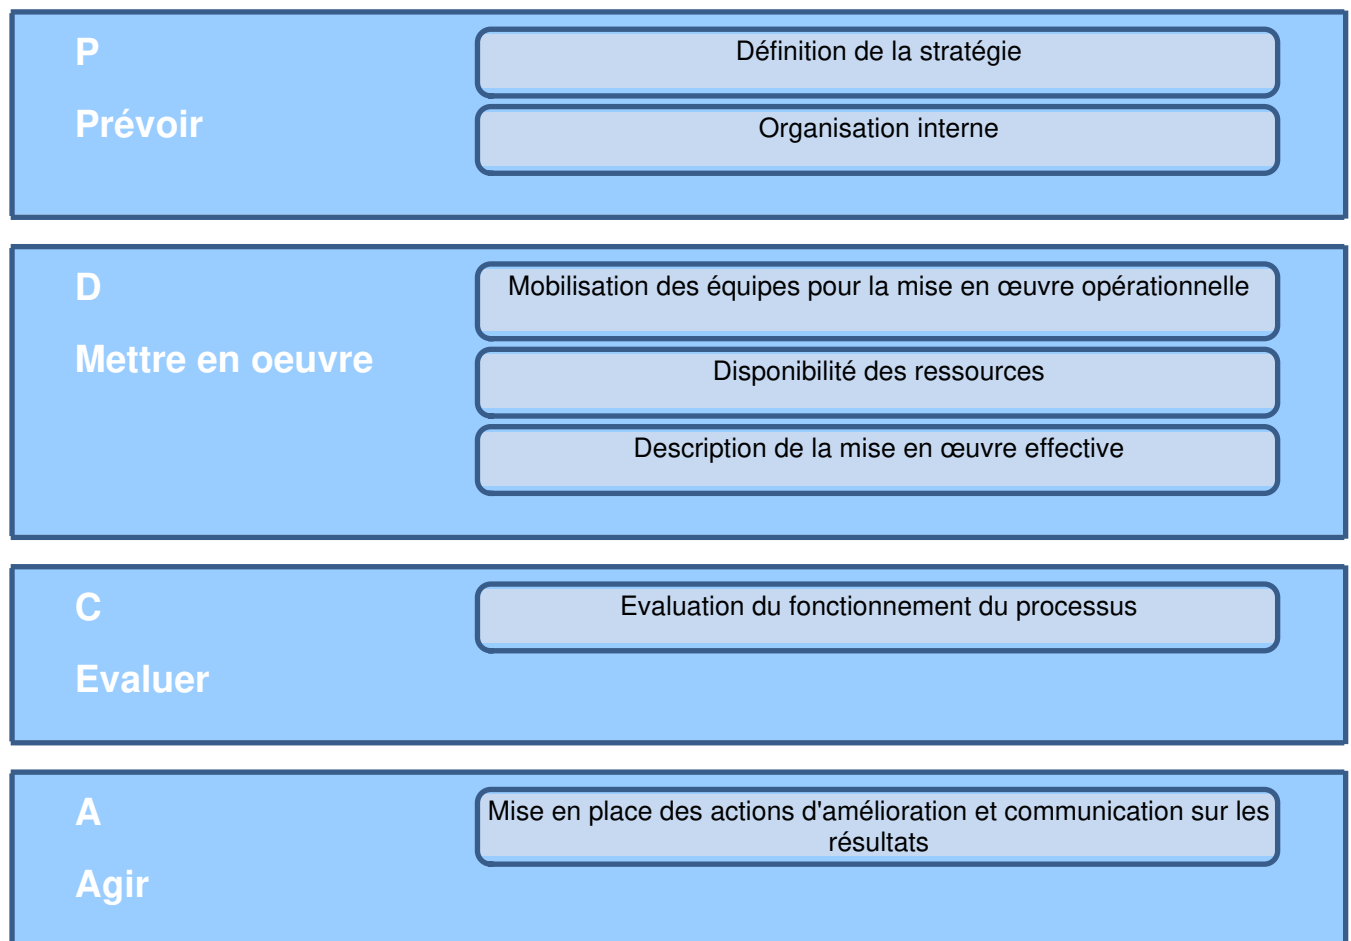 P
Prévoir
Définition de la stratégie
Organisation interne
D
Mettre en oeuvre
Mobilisation des équipes pour la mise en œuvre opérationnelle
Disponibilité des ressources
Description de la mise en œuvre effective
C
Evaluer
Evaluation du fonctionnement du processus
A
Agir
Mise en place des actions d'amélioration et communication sur les
résultats